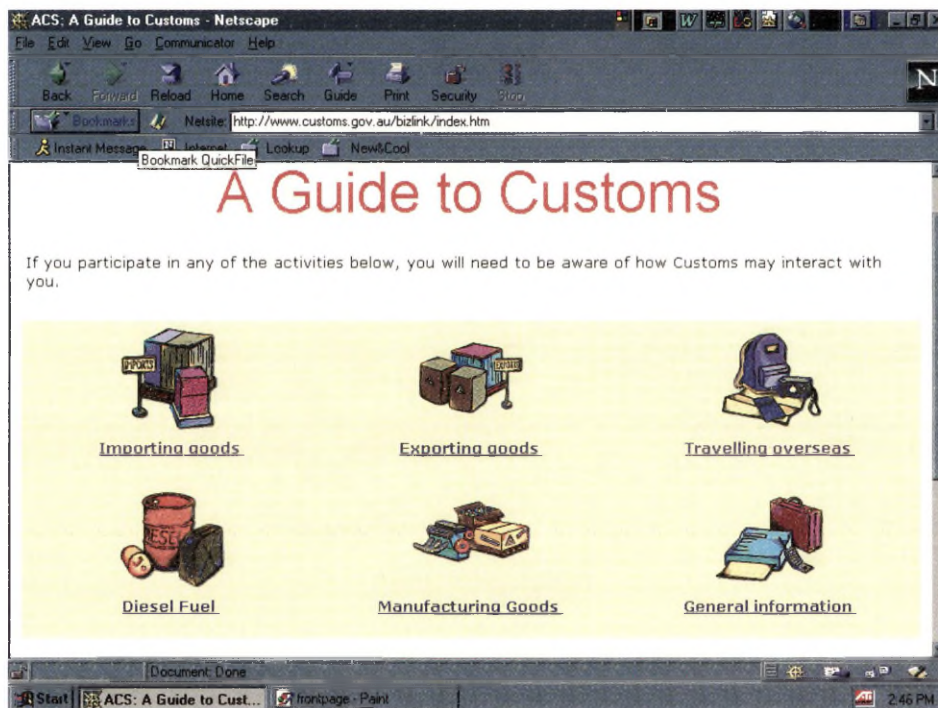 ACS: A Guide to Customs - Netscape
File Edit View Go Communicator Help
Back Forward Reload Home Search Guide Print Security Stop
N
Bookmarks Netsite: http://www.customs.gov.au/bizlink/index.htm
Instant Message Internet Lookup New&Cool
Bookmark QuickFile
A Guide to Customs
If you participate in any of the activities below, you will need to be aware of how Customs may interact with
you.
IMPORTS
EXPORTS
Importing goods Exporting goods Travelling overseas
DIESEL
Diesel Fuel Manufacturing Goods General information
Document: Done
Start ACS: A Guide to Cust... frontpage - Paint 2:46 PM